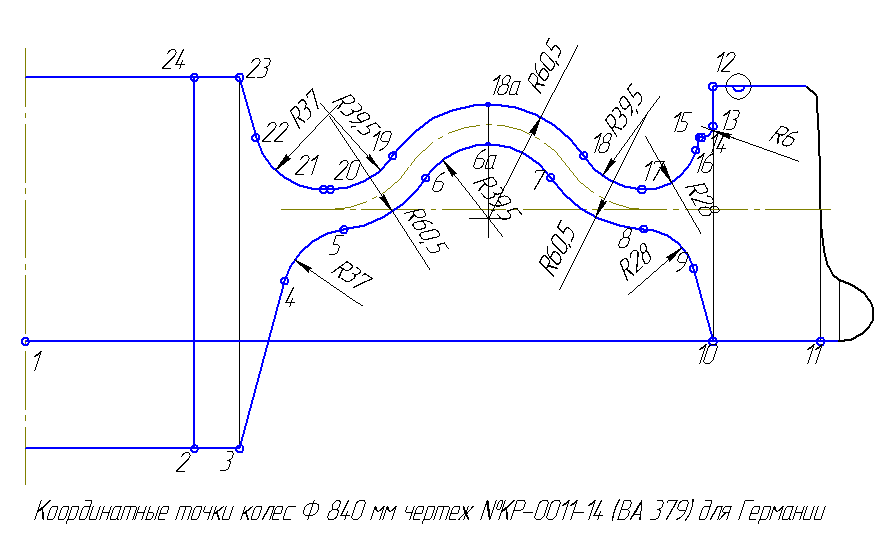 24
23
12
R37
R39,5
18a
R60,5
22
21
20
19
18
R39,5
17
15
13
14
16
R6
6a
6
7
R39,5
R28
R60,5
R60,5
5
R37
4
8
R28
9
1
10
11
2
3
Координатные точки колес Ф 840 мм чертеж №КР-0011-14 (ВА 379) для Германии